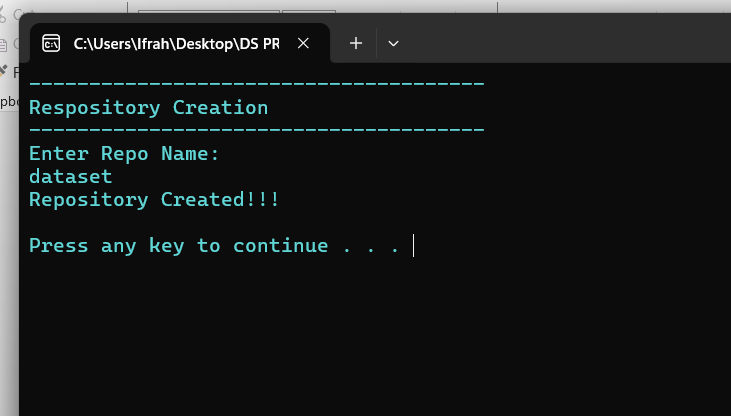 C:\Users\Ifrah\Desktop\DS PR
--------------------------------------
Respository Creation
--------------------------------------
Enter Repo Name:
dataset
Repository Created!!!
Press any key to continue . . .